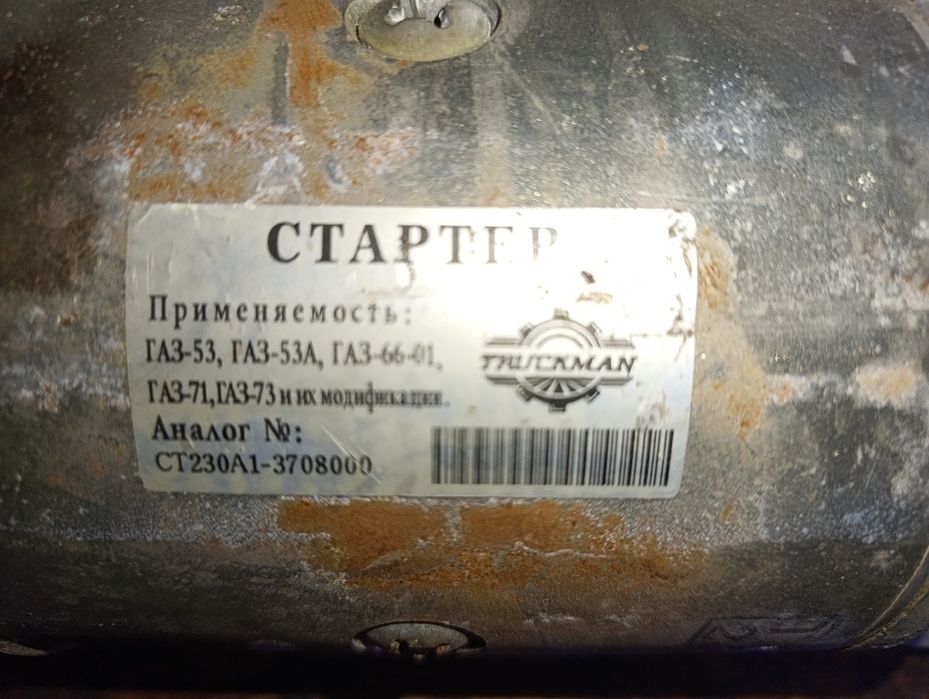 СТАРТЕР
Применяемость:
ГАЗ-53, ГАЗ-53А, ГАЗ-66-01,
ГАЗ-71,ГАЗ-73 и их модификации.
TRUCKMAN
Аналог №:
СТ230А1-3708000